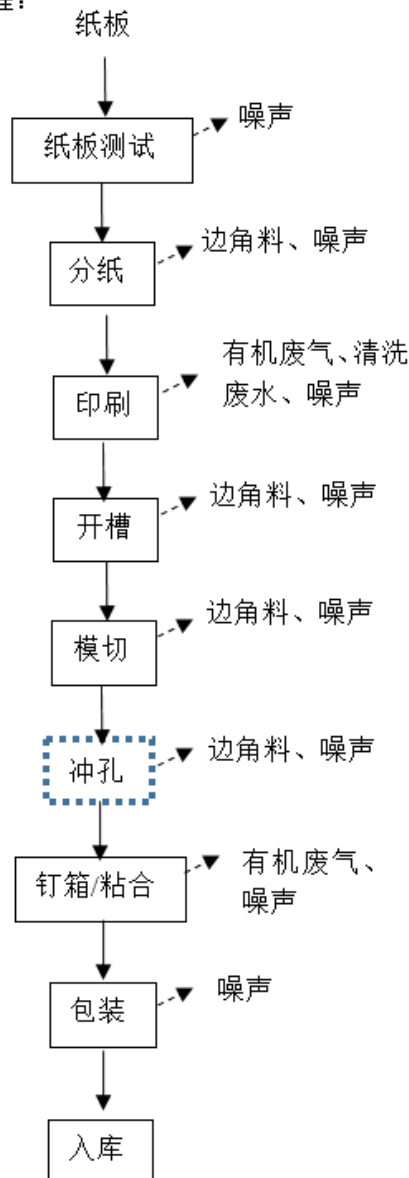 纸板
噪声
纸板测试
边角料、噪声
分纸
有机废气、清洗
废水、噪声
印刷
边角料、噪声
开槽
边角料、噪声
模切
边角料、噪声
冲孔
有机废气、
噪声
钉箱/粘合
噪声
包装
入库